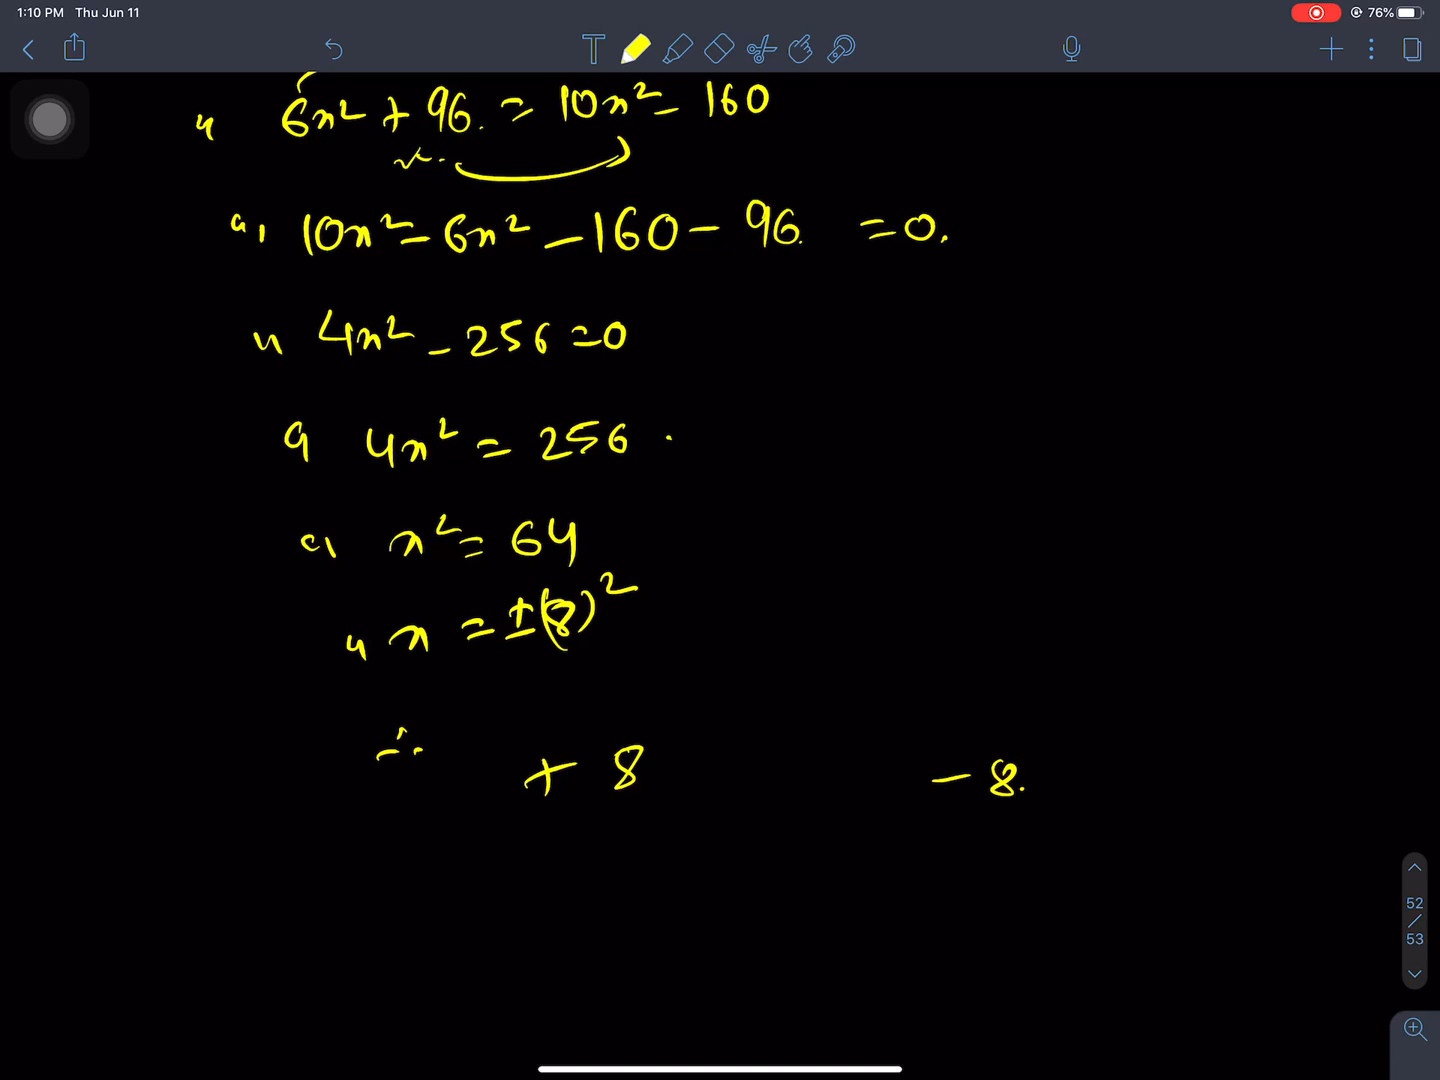 1:10 PM Thu Jun 11
76%
6x² + 96. = 10x² - 160
10x² - 6x² - 160 - 96. = 0.
4x² - 256 = 0
4x² = 256
x² = 64
x = ±(8)²
∴ + 8 - 8.
52
/
53